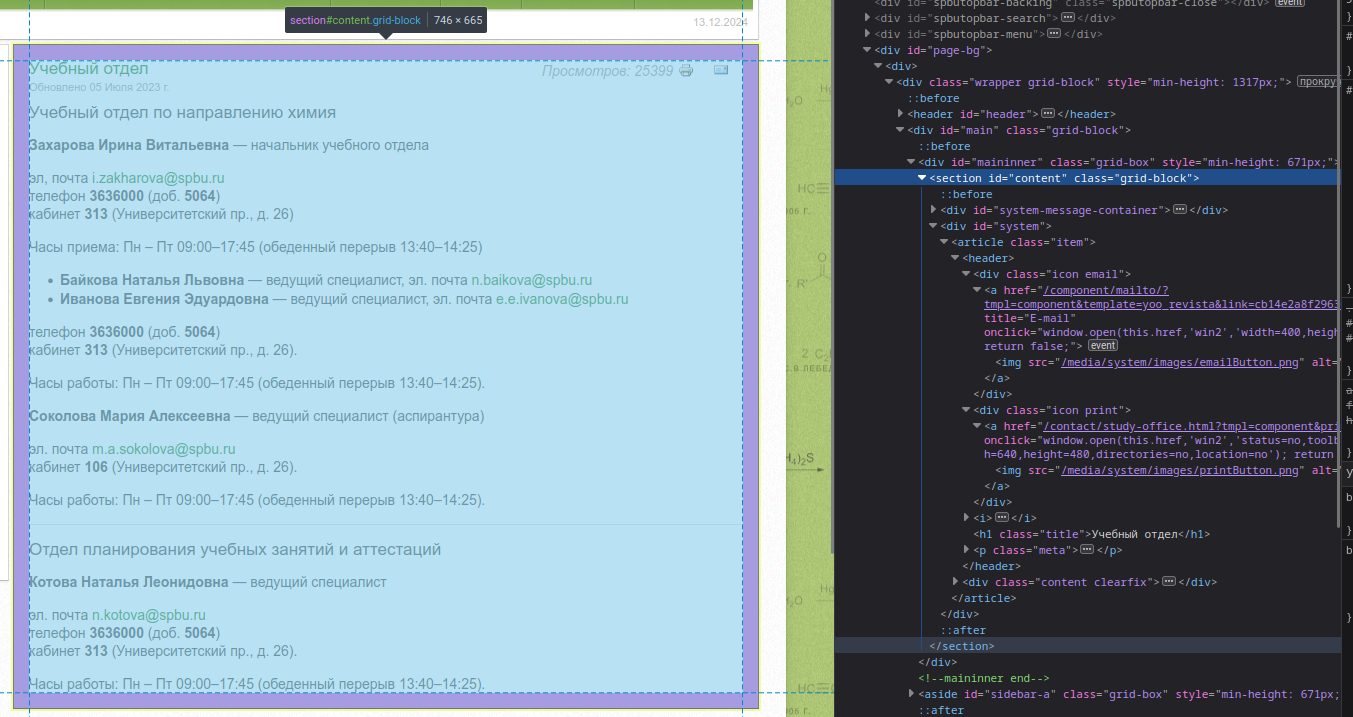 section#content.grid-block 746 × 665
13.12.2024
Учебный отдел
Просмотров: 25399
Обновлено 05 Июля 2023 г.
Учебный отдел по направлению химия
Захарова Ирина Витальевна — начальник учебного отдела
эл, почта i.zakharova@spbu.ru
телефон 3636000 (доб. 5064)
кабинет 313 (Университетский пр., д. 26)
Часы приема: Пн – Пт 09:00–17:45 (обеденный перерыв 13:40–14:25)
• Байкова Наталья Львовна — ведущий специалист, эл. почта n.baikova@spbu.ru
• Иванова Евгения Эдуардовна — ведущий специалист, эл. почта e.e.ivanova@spbu.ru
телефон 3636000 (доб. 5064)
кабинет 313 (Университетский пр., д. 26).
Часы работы: Пн – Пт 09:00–17:45 (обеденный перерыв 13:40–14:25).
Соколова Мария Алексеевна — ведущий специалист (аспирантура)
эл. почта m.a.sokolova@spbu.ru
кабинет 106 (Университетский пр., д. 26).
Часы работы: Пн – Пт 09:00–17:45 (обеденный перерыв 13:40–14:25).
Отдел планирования учебных занятий и аттестаций
Котова Наталья Леонидовна — ведущий специалист
эл. почта n.kotova@spbu.ru
телефон 3636000 (доб. 5064)
кабинет 313 (Университетский пр., д. 26).
Часы работы: Пн – Пт 09:00–17:45 (обеденный перерыв 13:40–14:25).
<div id="spbutopbar-backing" class="spbutopbar-close"></div> event
<div id="spbutopbar-search"></div>
<div id="spbutopbar-menu"></div>
<div id="page-bg">
<div>
<div class="wrapper grid-block" style="min-height: 1317px;"> прокру
::before
<header id="header"></header>
<div id="main" class="grid-block">
::before
<div id="maininner" class="grid-box" style="min-height: 671px;">
<section id="content" class="grid-block">
::before
<div id="system-message-container"></div>
<div id="system">
<article class="item">
<header>
<div class="icon email">
<a href="/component/mailto/?
tmpl=component&template=yoo_revista&link=cb14e2a8f2963
title="E-mail"
onclick="window.open(this.href,'win2','width=400,heigh
return false;"> event
<img src="/media/system/images/emailButton.png" alt=
</a>
</div>
<div class="icon print">
<a href="/contact/study-office.html?tmpl=component&pri
onclick="window.open(this.href,'win2','status=no,toolb
h=640,height=480,directories=no,location=no'); return
<img src="/media/system/images/printButton.png" alt=
</a>
</div>
<i></i>
<h1 class="title">Учебный отдел</h1>
<p class="meta"></p>
</header>
<div class="content clearfix"></div>
</article>
</div>
::after
</section>
</div>
<!--maininner end-->
<aside id="sidebar-a" class="grid-box" style="min-height: 671px;
::after